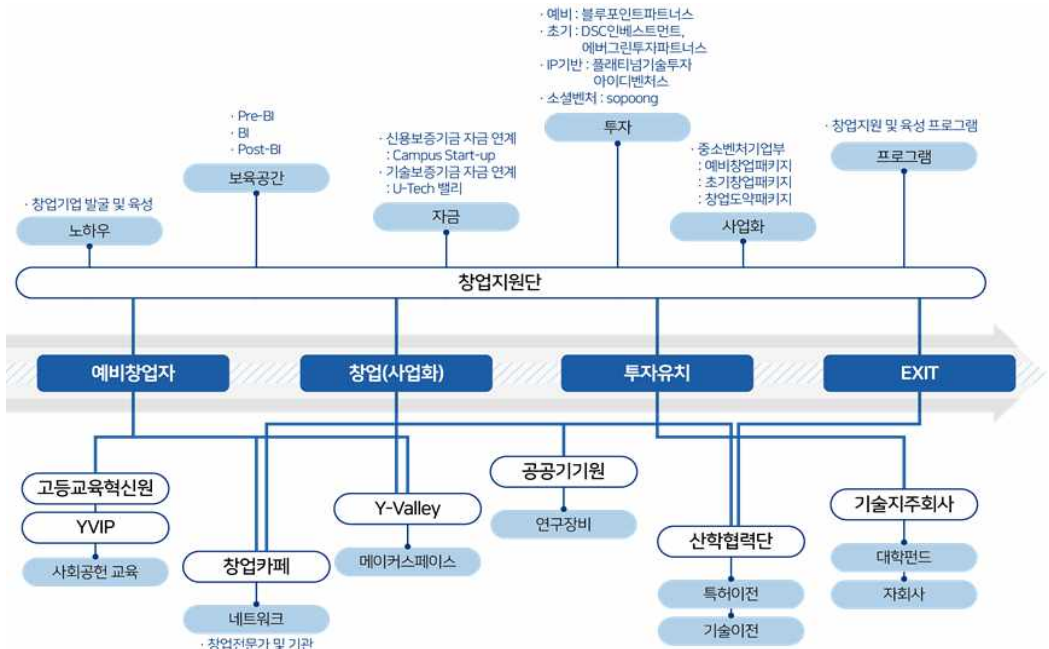 · 예비 : 블루포인트파트너스
· 초기 : DSC인베스트먼트,
에버그린투자파트너스
· IP기반 : 플래티넘기술투자
아이디벤처스
· 소셜벤처 : sopoong
투자
· Pre-BI
· BI
· Post-BI
보육공간
· 신용보증기금 자금 연계
: Campus Start-up
· 기술보증기금 자금 연계
: U-Tech 밸리
자금
· 중소벤처기업부
: 예비창업패키지
: 초기창업패키지
: 창업도약패키지
사업화
· 창업지원 및 육성 프로그램
프로그램
· 창업기업 발굴 및 육성
노하우
창업지원단
예비창업자
창업(사업화)
투자유치
EXIT
고등교육혁신원
YVIP
사회공헌 교육
창업카페
네트워크
· 창업전문가 및 기관
Y-Valley
메이커스페이스
공공기기원
연구장비
산학협력단
특허이전
기술이전
기술지주회사
대학펀드
자회사